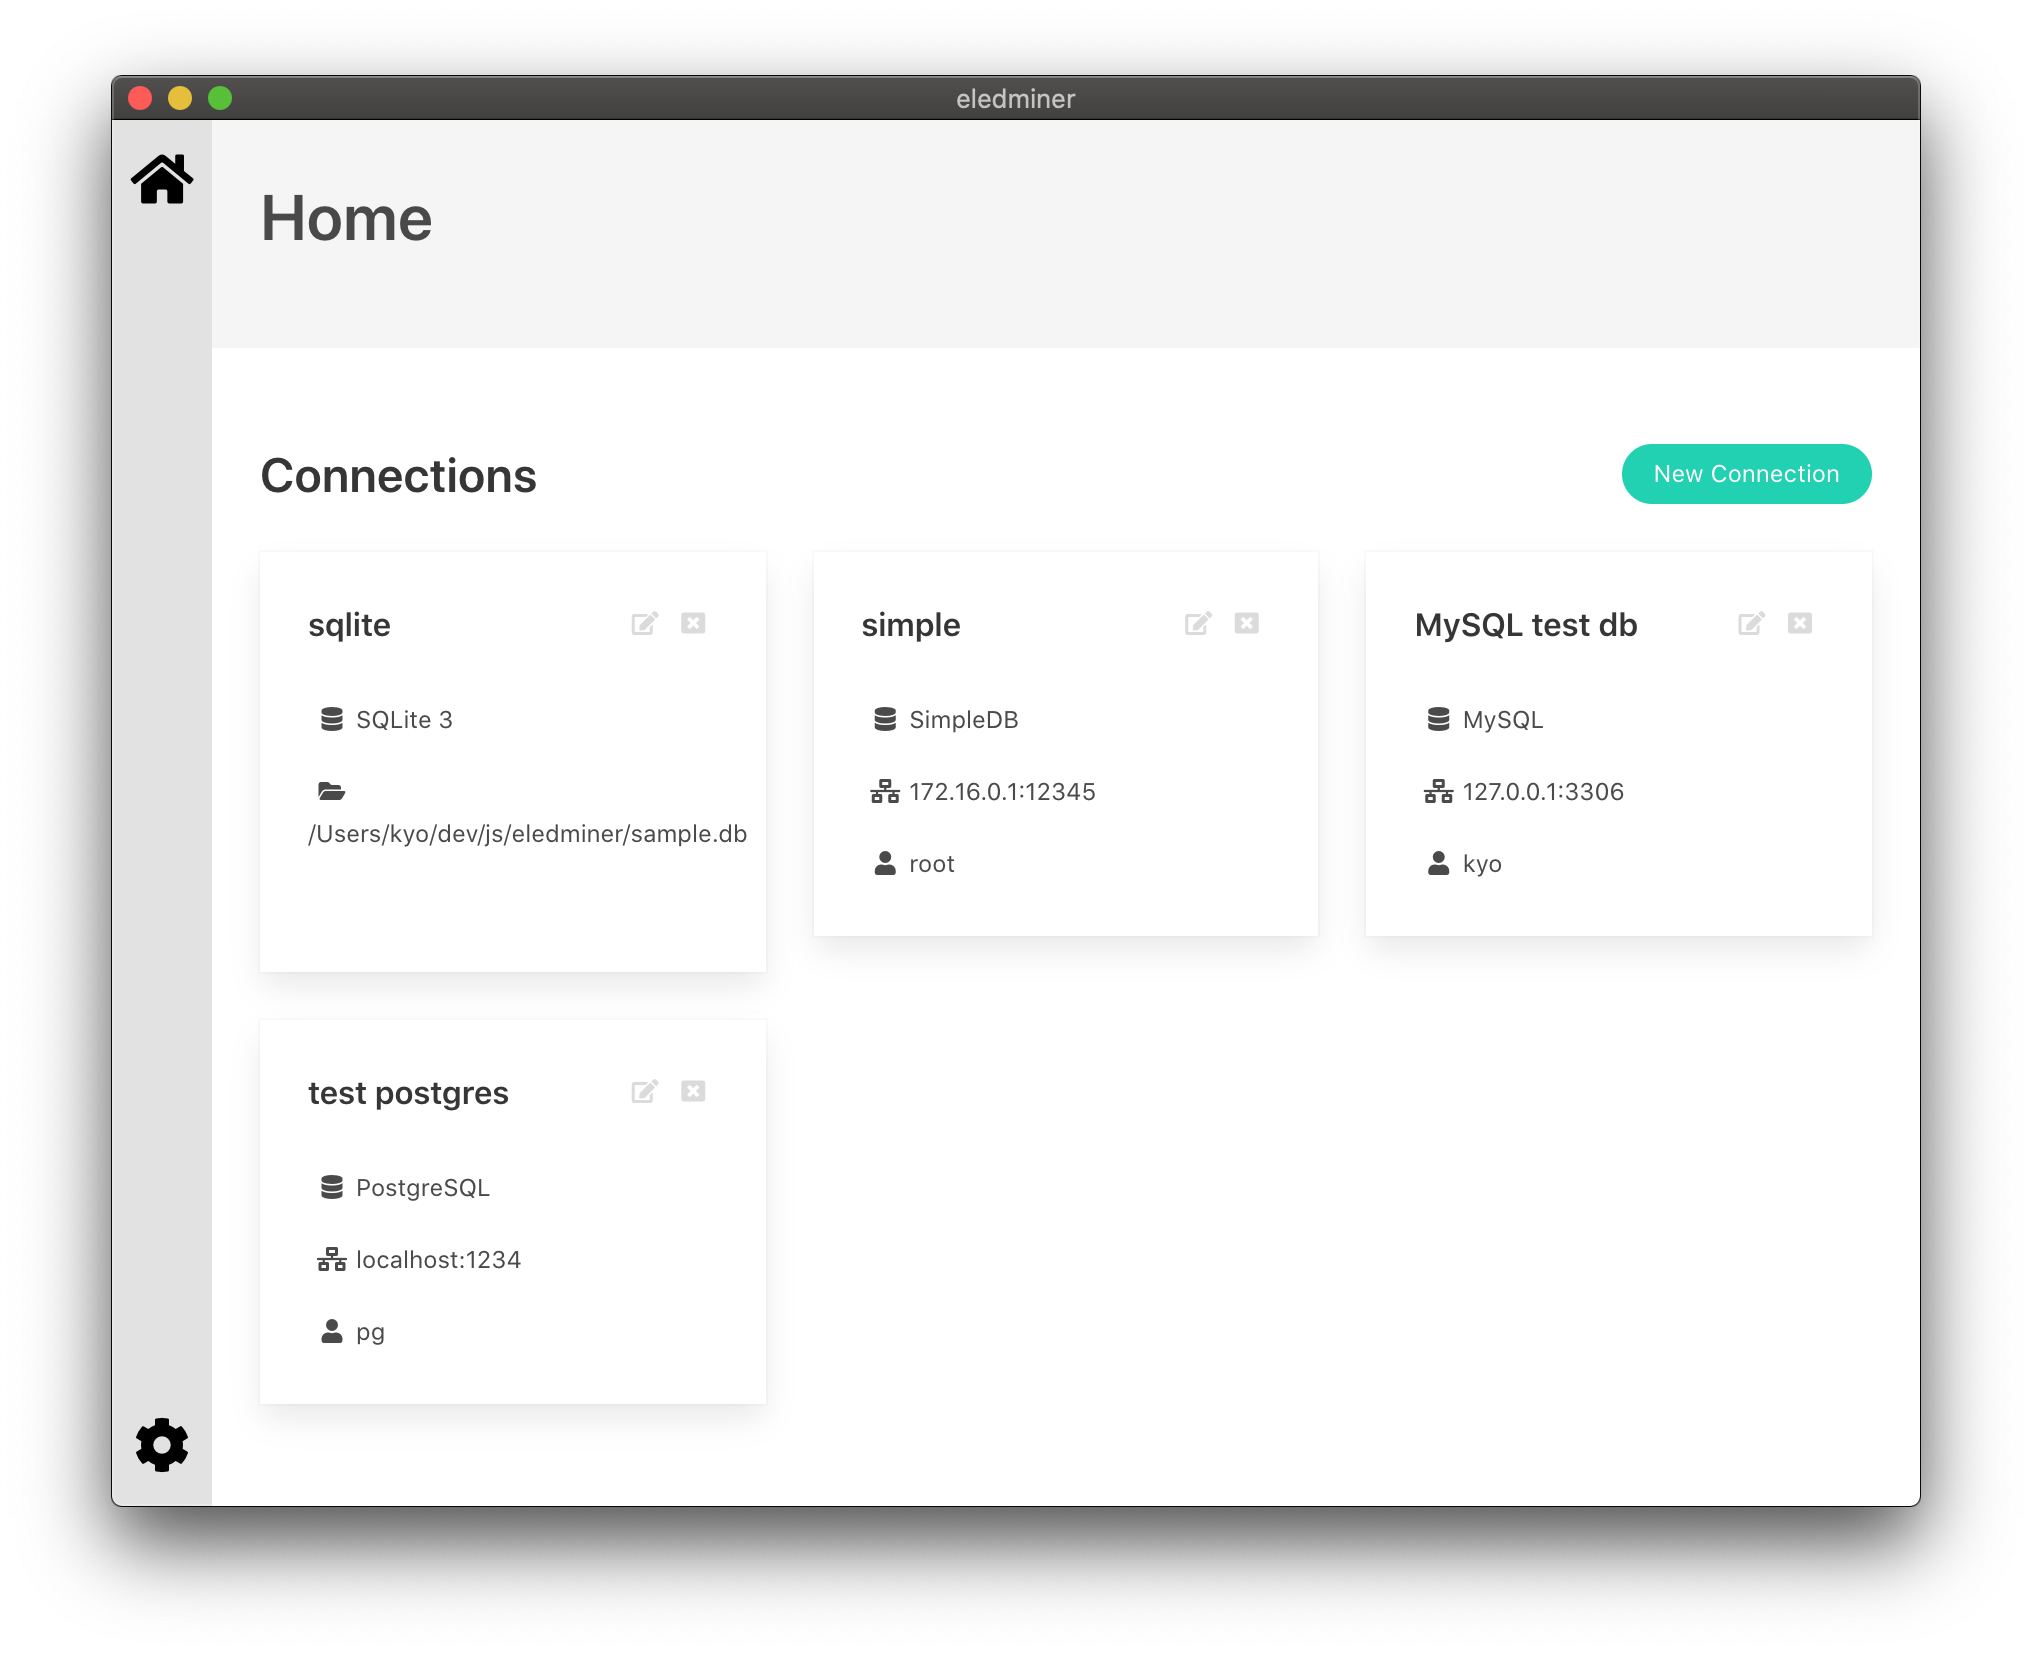 eledminer
Home
Connections
New Connection
sqlite
SQLite 3
/Users/kyo/dev/js/eledminer/sample.db
simple
SimpleDB
172.16.0.1:12345
root
MySQL test db
MySQL
127.0.0.1:3306
kyo
test postgres
PostgreSQL
localhost:1234
pg